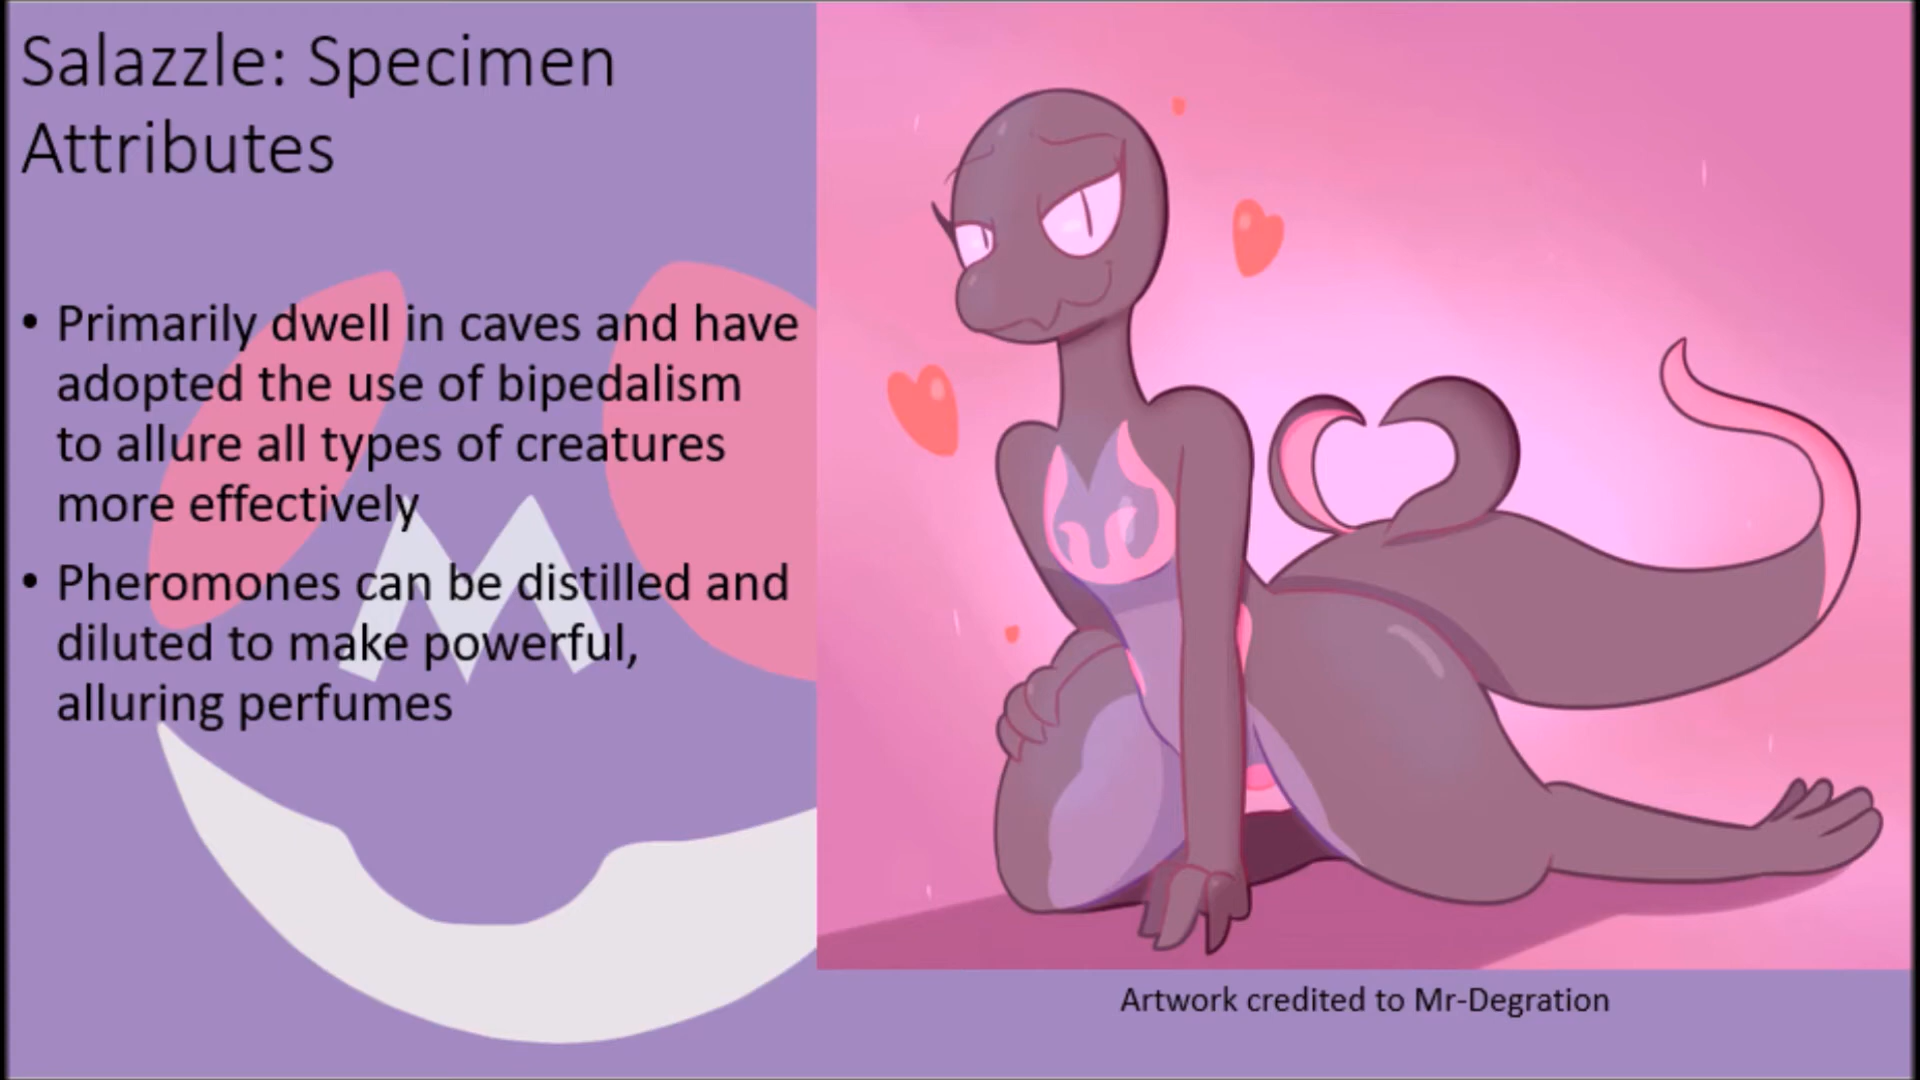 Salazzle: Specimen
Attributes
• Primarily dwell in caves and have
adopted the use of bipedalism
to allure all types of creatures
more effectively
• Pheromones can be distilled and
diluted to make powerful,
alluring perfumes
M
Artwork credited to Mr-Degration